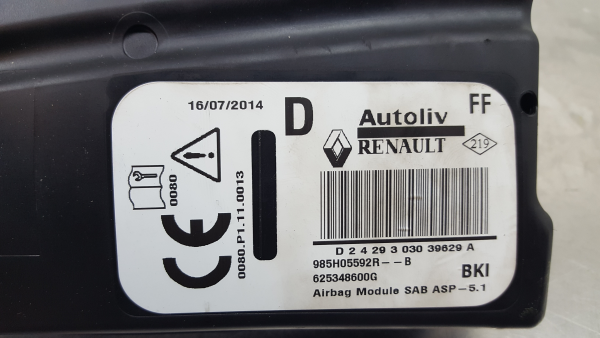 16/07/2014
D
Autoliv
FF
RENAULT
219
0080
CE
0080.P1.11.0013
D 2 4 29 3 030 39629 A
985H05592R--B
625348600G
BKI
Airbag Module SAB ASP-5.1